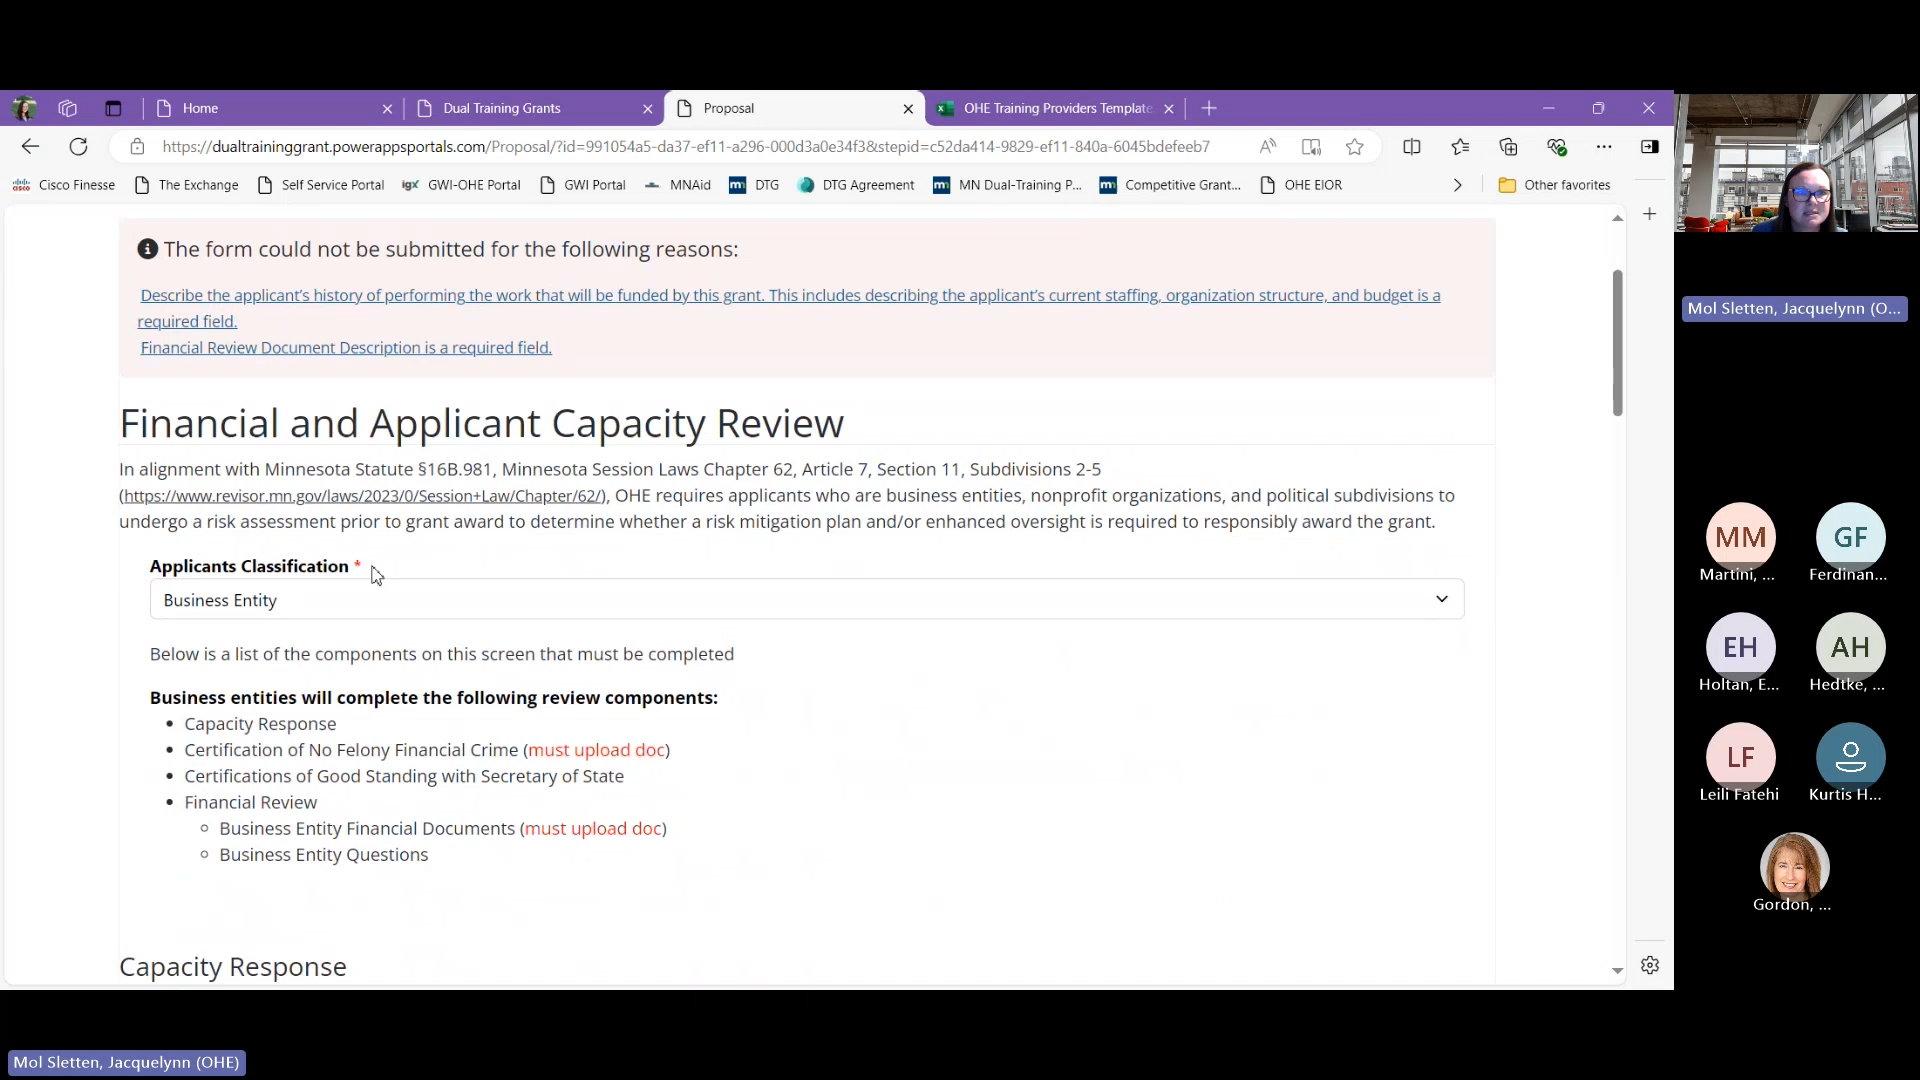 Home
Dual Training Grants
Proposal
OHE Training Providers Template
https://dualtraininggrant.powerappsportals.com/Proposal/?id=991054a5-da37-ef11-a296-000d3a0e34f3&stepid=c52da414-9829-ef11-840a-6045bdefeeb7
Cisco Finesse
The Exchange
Self Service Portal
GWI-OHE Portal
GWI Portal
MNAid
DTG
DTG Agreement
MN Dual-Training P...
Competitive Grant...
OHE EIOR
Other favorites
The form could not be submitted for the following reasons:
Describe the applicant's history of performing the work that will be funded by this grant. This includes describing the applicant's current staffing, organization structure, and budget is a
required field.
Financial Review Document Description is a required field.
Financial and Applicant Capacity Review
In alignment with Minnesota Statute §16B.981, Minnesota Session Laws Chapter 62, Article 7, Section 11, Subdivisions 2-5
(https://www.revisor.mn.gov/laws/2023/0/Session+Law/Chapter/62/), OHE requires applicants who are business entities, nonprofit organizations, and political subdivisions to
undergo a risk assessment prior to grant award to determine whether a risk mitigation plan and/or enhanced oversight is required to responsibly award the grant.
Applicants Classification *
Business Entity
Below is a list of the components on this screen that must be completed
Business entities will complete the following review components:
• Capacity Response
• Certification of No Felony Financial Crime (must upload doc)
• Certifications of Good Standing with Secretary of State
• Financial Review
○ Business Entity Financial Documents (must upload doc)
○ Business Entity Questions
Capacity Response
Mol Sletten, Jacquelynn (O...
MM
Martini, ...
GF
Ferdinan...
EH
Holtan, E...
AH
Hedtke, ...
LF
Leili Fatehi
Kurtis H...
Gordon, ...
Mol Sletten, Jacquelynn (OHE)